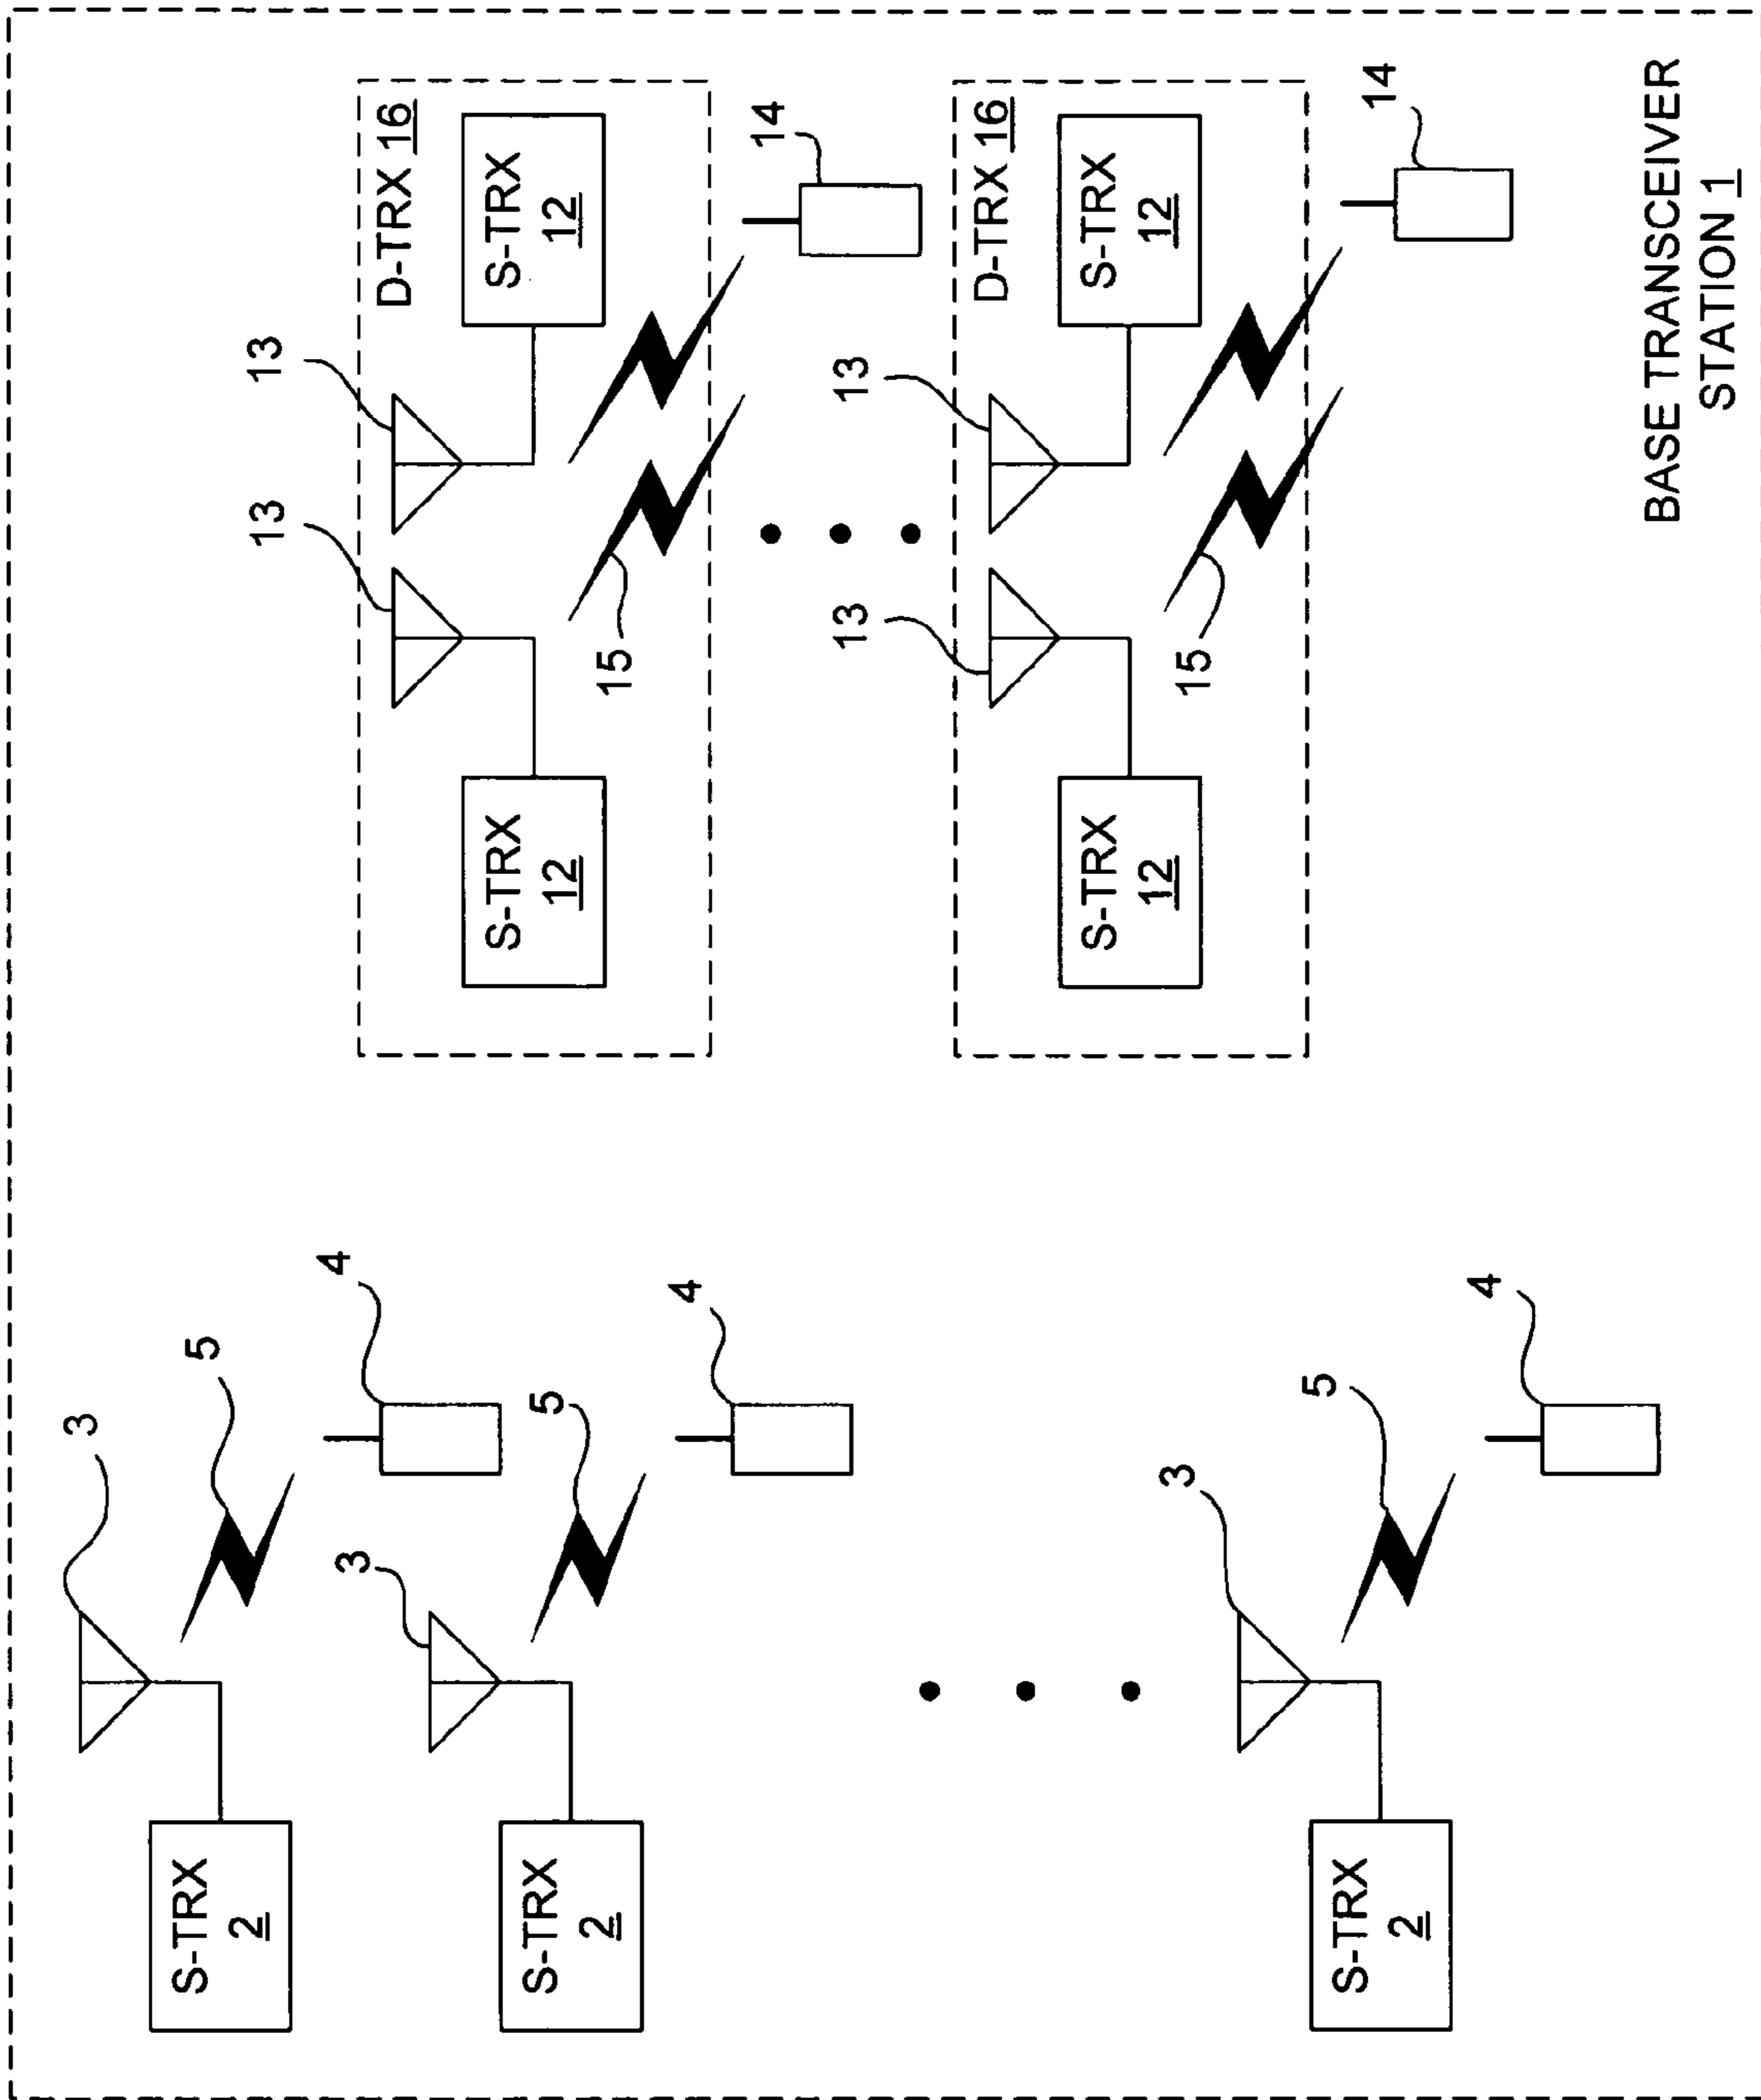 3
5
S-TRX
2
4
3
5
S-TRX
2
4
3
5
S-TRX
2
4
13
13
D-TRX 16
S-TRX
12
S-TRX
12
15
14
13
13
D-TRX 16
S-TRX
12
S-TRX
12
15
14
BASE TRANSCEIVER
STATION 1